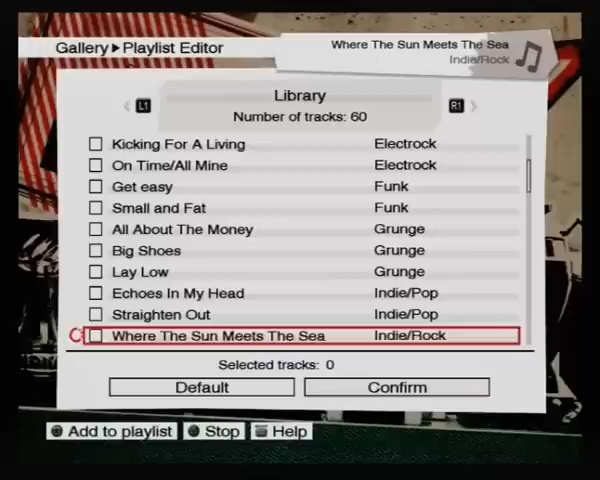 Gallery▶Playlist Editor
Where The Sun Meets The Sea
Indie/Rock
Library
L1
R1
Number of tracks: 60
Kicking For A Living Electrock
On Time/All Mine Electrock
Get easy Funk
Small and Fat Funk
All About The Money Grunge
Big Shoes Grunge
Lay Low Grunge
Echoes In My Head Indie/Pop
Straighten Out Indie/Pop
Where The Sun Meets The Sea Indie/Rock
Selected tracks: 0
Default Confirm
Add to playlist Stop Help